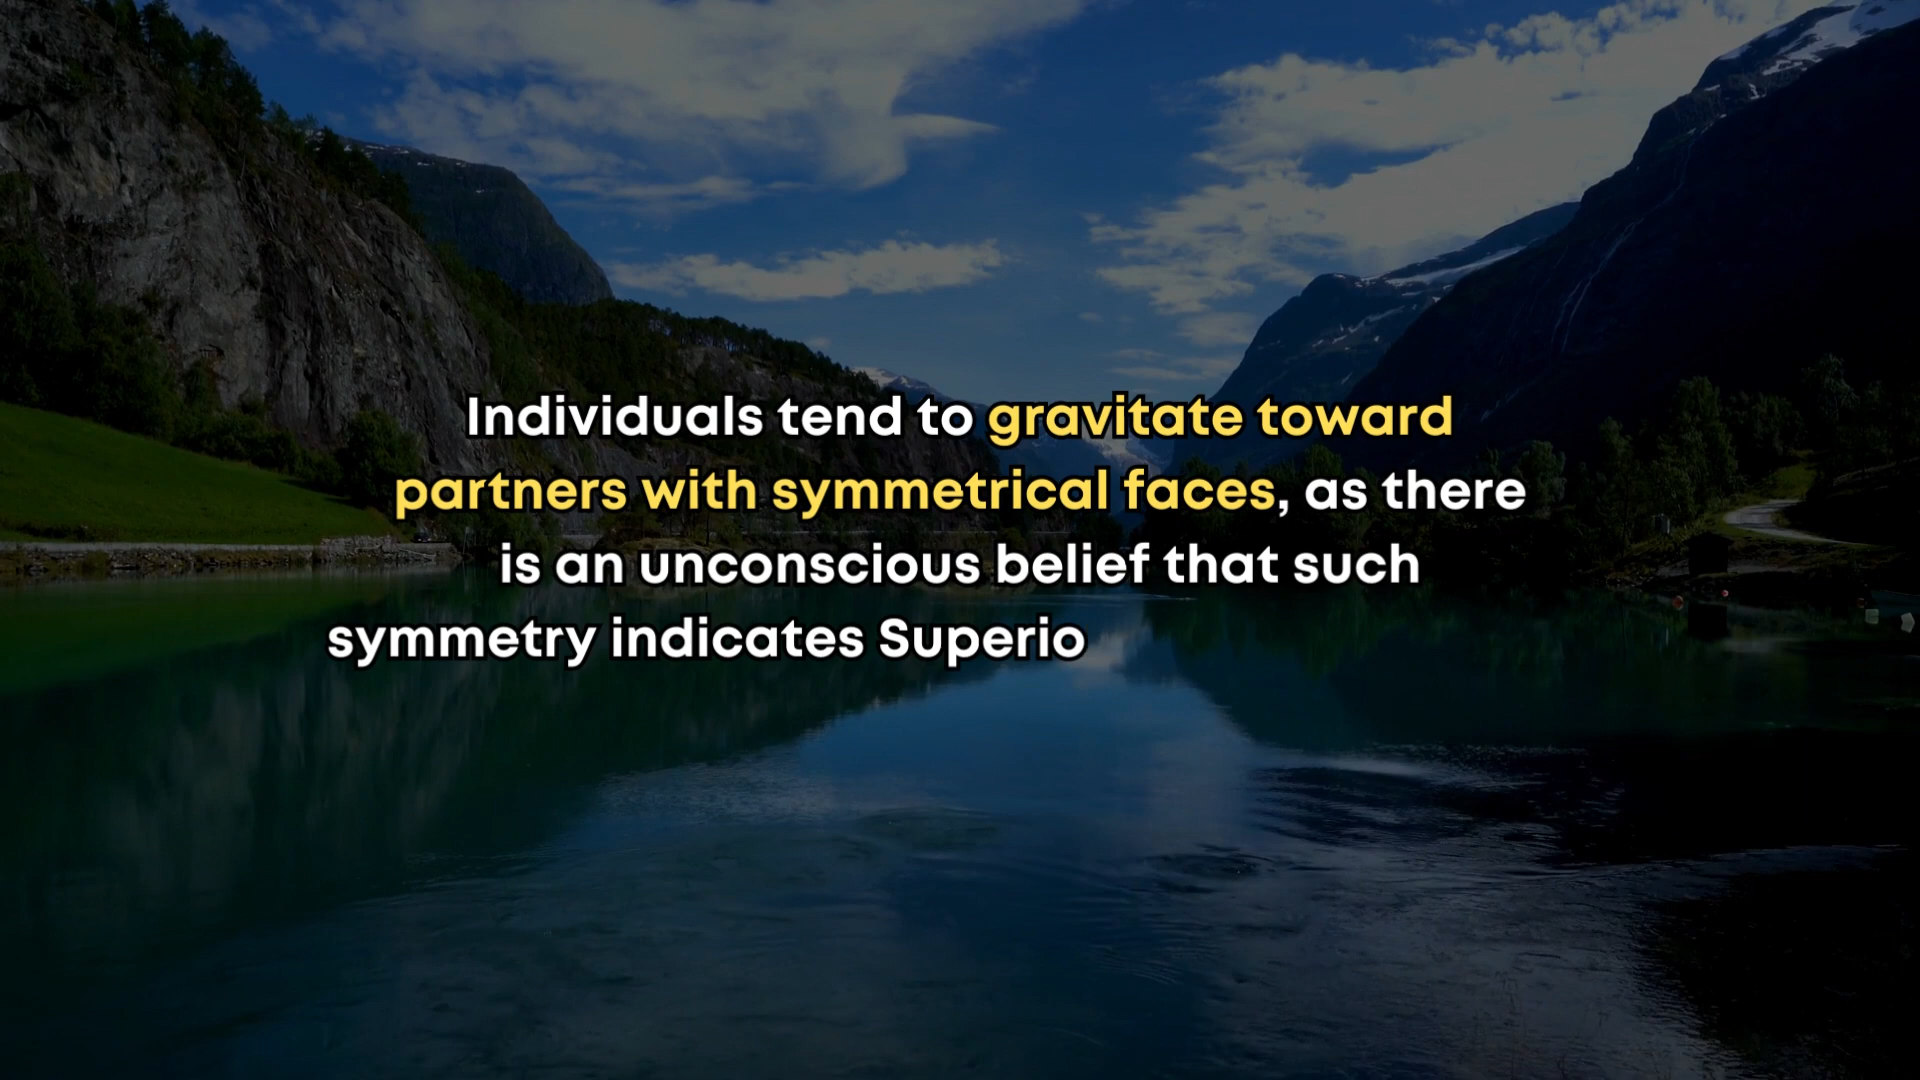 Individuals tend to gravitate toward
partners with symmetrical faces, as there
is an unconscious belief that such
symmetry indicates Superio